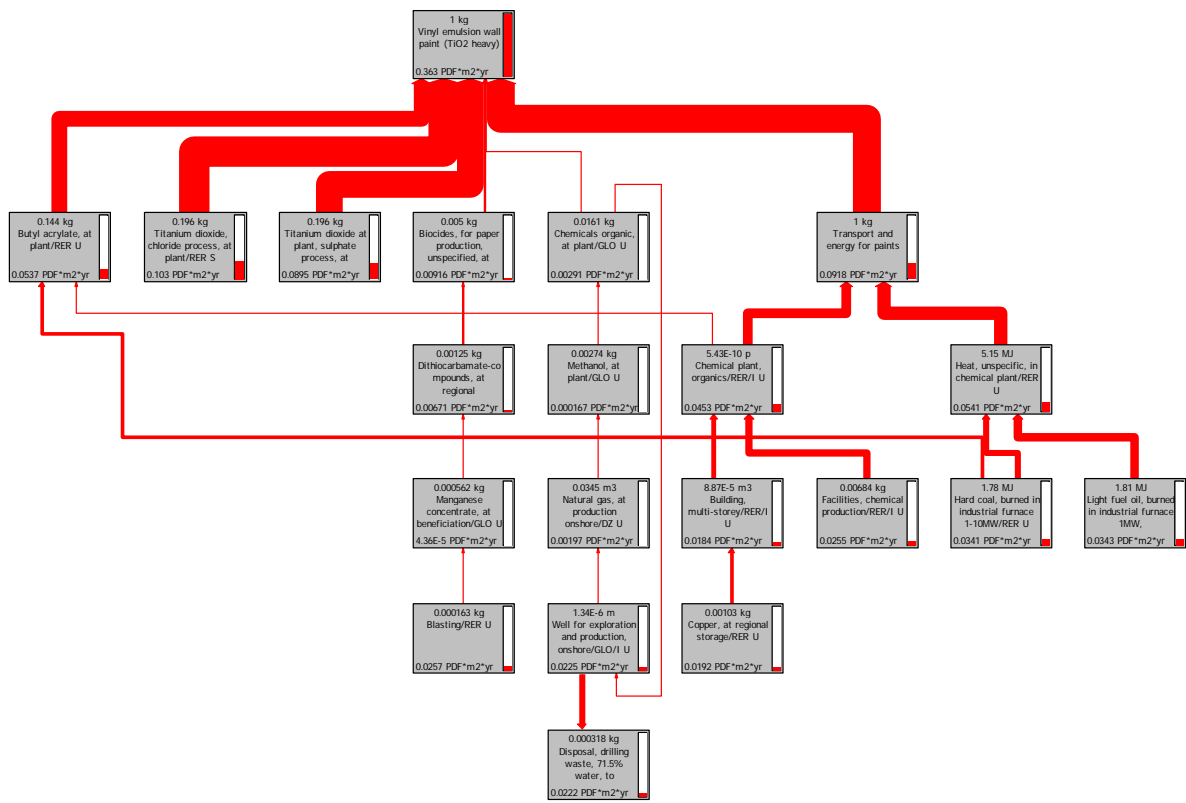 1 kg
Vinyl emulsion wall
paint (TiO2 heavy)
0.363 PDF*m2*yr
0.144 kg
Butyl acrylate, at
plant/RER U
0.0537 PDF*m2*yr
0.196 kg
Titanium dioxide,
chloride process, at
plant/RER S
0.103 PDF*m2*yr
0.196 kg
Titanium dioxide at
plant, sulphate
process, at
0.0895 PDF*m2*yr
0.005 kg
Biocides, for paper
production,
unspecified, at
0.00916 PDF*m2*yr
0.0161 kg
Chemicals organic,
at plant/GLO U
0.00291 PDF*m2*yr
1 kg
Transport and
energy for paints
0.0918 PDF*m2*yr
0.00125 kg
Dithiocarbamate-co
mpounds, at
regional
0.00671 PDF*m2*yr
0.00274 kg
Methanol, at
plant/GLO U
0.000167 PDF*m2*yr
5.43E-10 p
Chemical plant,
organics/RER/I U
0.0453 PDF*m2*yr
5.15 MJ
Heat, unspecific, in
chemical plant/RER
U
0.0541 PDF*m2*yr
0.000562 kg
Manganese
concentrate, at
beneficiation/GLO U
4.36E-5 PDF*m2*yr
0.0345 m3
Natural gas, at
production
onshore/DZ U
0.00197 PDF*m2*yr
8.87E-5 m3
Building,
multi-storey/RER/I
U
0.0184 PDF*m2*yr
0.00684 kg
Facilities, chemical
production/RER/I U
0.0255 PDF*m2*yr
1.78 MJ
Hard coal, burned in
industrial furnace
1-10MW/RER U
0.0341 PDF*m2*yr
1.81 MJ
Light fuel oil, burned
in industrial furnace
1MW,
0.0343 PDF*m2*yr
0.000163 kg
Blasting/RER U
0.0257 PDF*m2*yr
1.34E-6 m
Well for exploration
and production,
onshore/GLO/I U
0.0225 PDF*m2*yr
0.00103 kg
Copper, at regional
storage/RER U
0.0192 PDF*m2*yr
0.000318 kg
Disposal, drilling
waste, 71.5%
water, to
0.0222 PDF*m2*yr